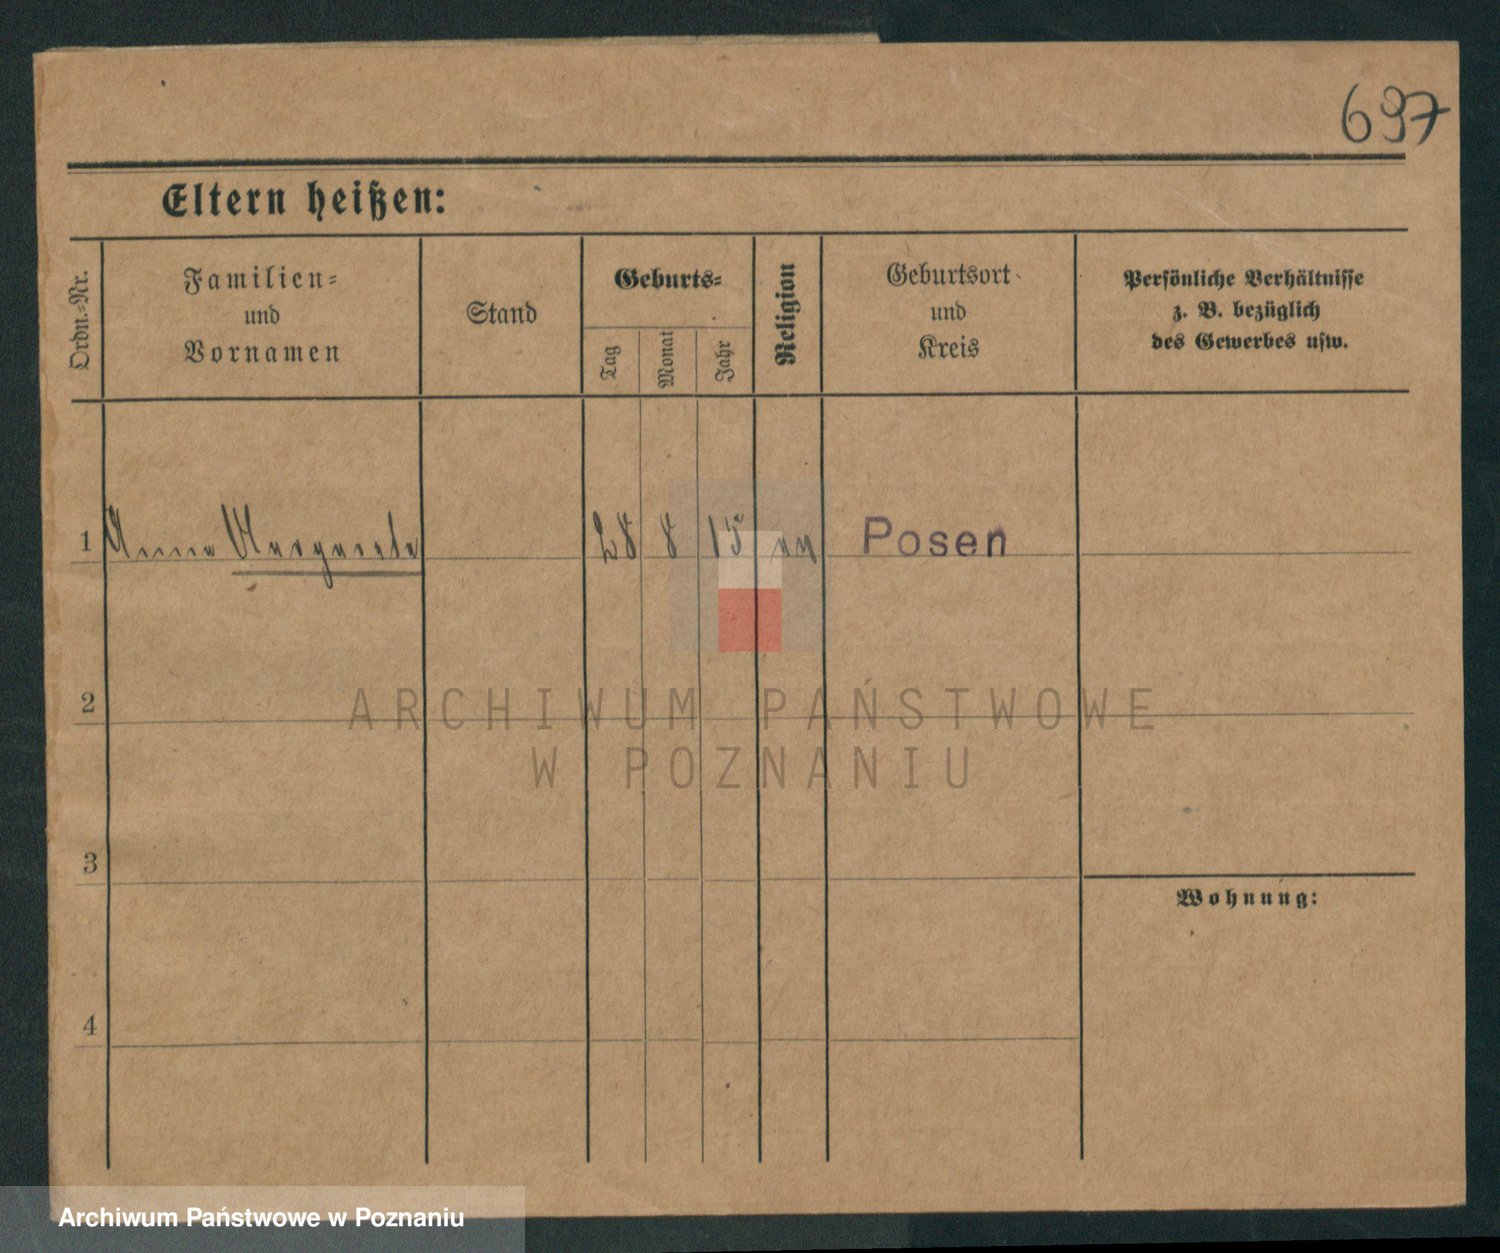 697
Eltern heißen:
Ordn.-Nr.
Familien-
und
Vornamen
Stand
Geburts-
Tag
Monat
Jahr
Religion
Geburtsort
und
Kreis
Persönliche Verhältnisse
z. B. bezüglich
des Gewerbes usw.
1 Anna Margarete 28 8 15 Posen
2
ARCHIWUM PAŃSTWOWE
W POZNANIU
3
Wohnung:
4
Archiwum Państwowe w Poznaniu